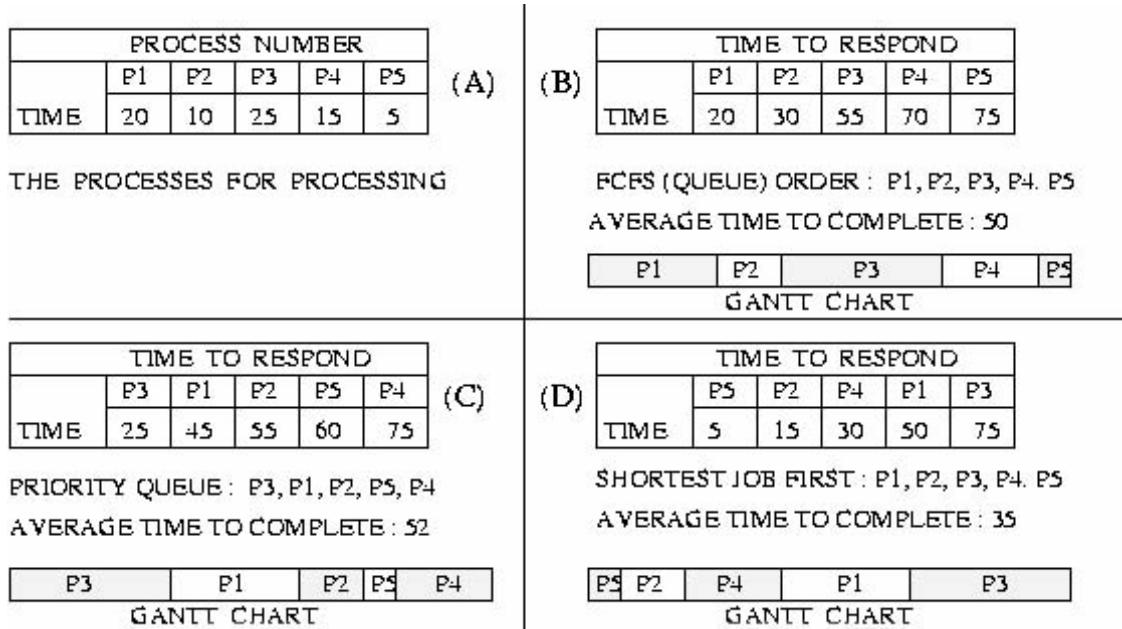 PROCESS NUMBER
P1 P2 P3 P4 P5
TIME 20 10 25 15 5
(A)
THE PROCESSES FOR PROCESSING
(B)
TIME TO RESPOND
P1 P2 P3 P4 P5
TIME 20 30 55 70 75
FCFS (QUEUE) ORDER : P1, P2, P3, P4. P5
AVERAGE TIME TO COMPLETE : 50
P1 P2 P3 P4 P5
GANTT CHART
TIME TO RESPOND
P3 P1 P2 P5 P4
TIME 25 45 55 60 75
(C)
PRIORITY QUEUE : P3, P1, P2, P5, P4
AVERAGE TIME TO COMPLETE : 52
P3 P1 P2 P5 P4
GANTT CHART
(D)
TIME TO RESPOND
P5 P2 P4 P1 P3
TIME 5 15 30 50 75
SHORTEST JOB FIRST : P1, P2, P3, P4. P5
AVERAGE TIME TO COMPLETE : 35
P5 P2 P4 P1 P3
GANTT CHART